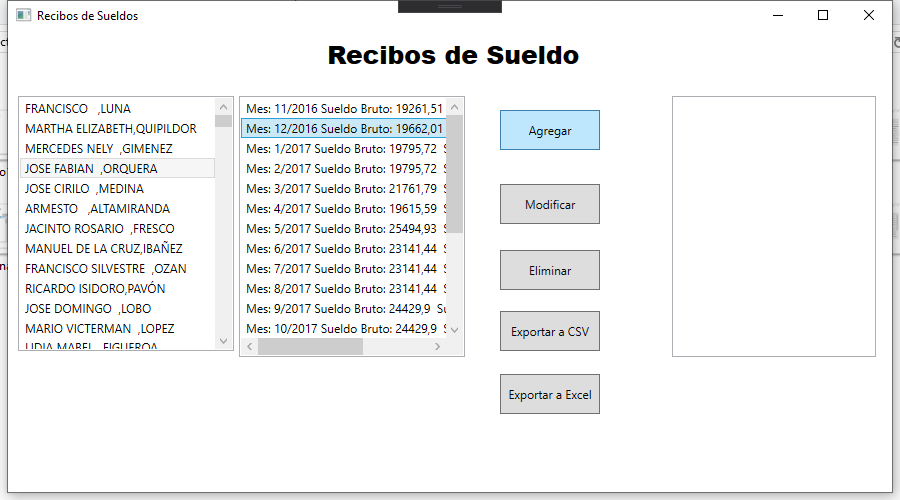 Recibos de Sueldos
Recibos de Sueldo
FRANCISCO ,LUNA
MARTHA ELIZABETH,QUIPILDOR
MERCEDES NELY ,GIMENEZ
JOSE FABIAN ,ORQUERA
JOSE CIRILO ,MEDINA
ARMESTO ,ALTAMIRANDA
JACINTO ROSARIO ,FRESCO
MANUEL DE LA CRUZ,IBAÑEZ
FRANCISCO SILVESTRE ,OZAN
RICARDO ISIDORO,PAVÓN
JOSE DOMINGO ,LOBO
MARIO VICTERMAN ,LOPEZ
LIDIA MABEL ,FIGUEROA
Mes: 11/2016 Sueldo Bruto: 19261,51
Mes: 12/2016 Sueldo Bruto: 19662,01
Mes: 1/2017 Sueldo Bruto: 19795,72 S
Mes: 2/2017 Sueldo Bruto: 19795,72 S
Mes: 3/2017 Sueldo Bruto: 21761,79 S
Mes: 4/2017 Sueldo Bruto: 19615,59 S
Mes: 5/2017 Sueldo Bruto: 25494,93 S
Mes: 6/2017 Sueldo Bruto: 23141,44 S
Mes: 7/2017 Sueldo Bruto: 23141,44 S
Mes: 8/2017 Sueldo Bruto: 23141,44 S
Mes: 9/2017 Sueldo Bruto: 24429,9 Su
Mes: 10/2017 Sueldo Bruto: 24429,9 S
Agregar
Modificar
Eliminar
Exportar a CSV
Exportar a Excel